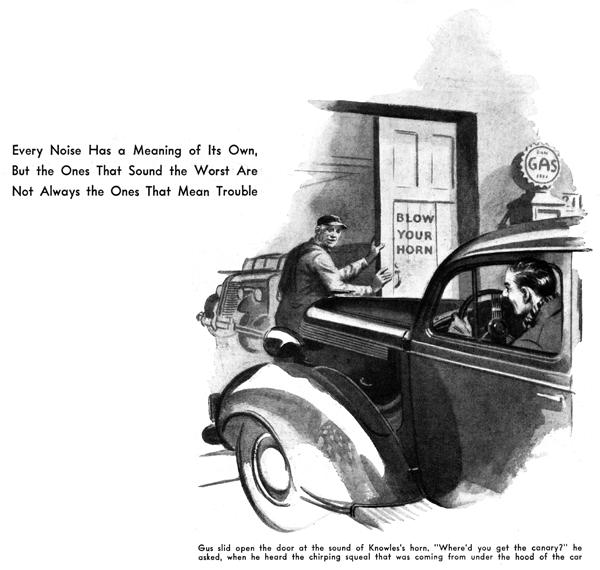 Every Noise Has a Meaning of Its Own,
But the Ones That Sound the Worst Are
Not Always the Ones That Mean Trouble
GAS
BLOW
YOUR
HORN
Gus slid open the door at the sound of Knowles's horn. "Where'd you get the canary?" he
asked, when he heard the chirping squeal that was coming from under the hood of the car